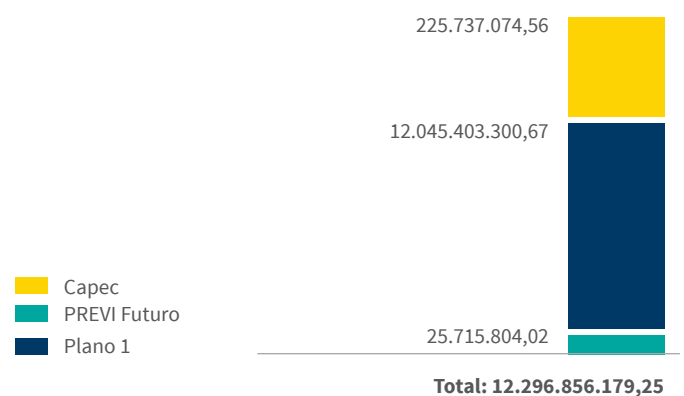 225.737.074,56
12.045.403.300,67
25.715.804,02
Capec
PREVI Futuro
Plano 1
Total: 12.296.856.179,25